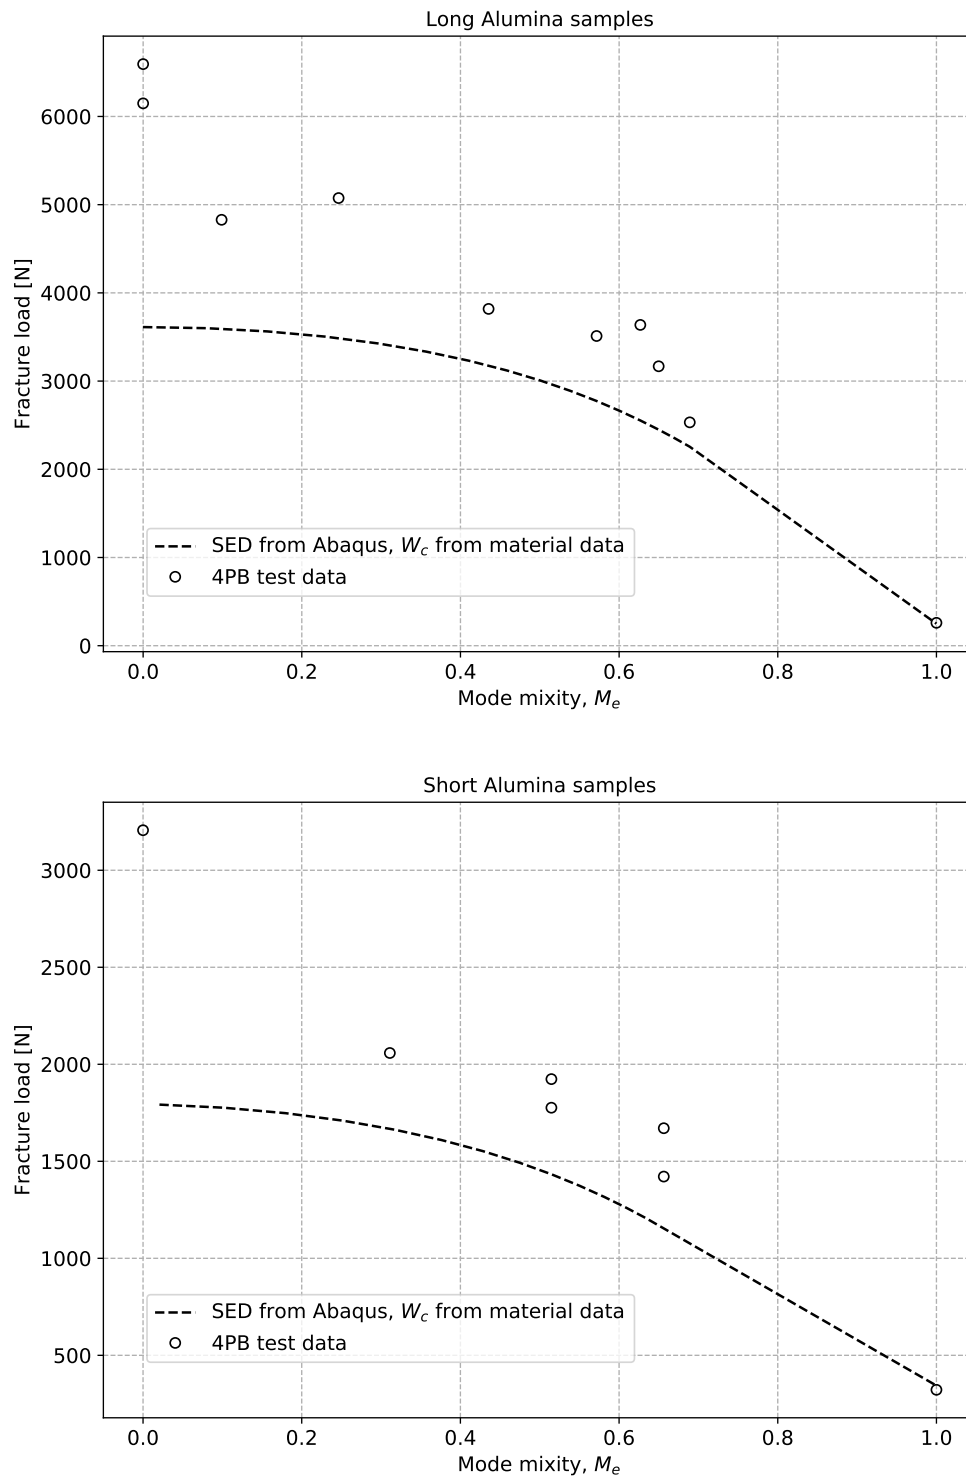 Long Alumina samples
6000
5000
4000
3000
2000
1000
0
Fracture load [N]
SED from Abaqus, W_c from material data
4PB test data
0.0 0.2 0.4 0.6 0.8 1.0
Mode mixity, M_e
Short Alumina samples
3000
2500
2000
1500
1000
500
Fracture load [N]
SED from Abaqus, W_c from material data
4PB test data
0.0 0.2 0.4 0.6 0.8 1.0
Mode mixity, M_e